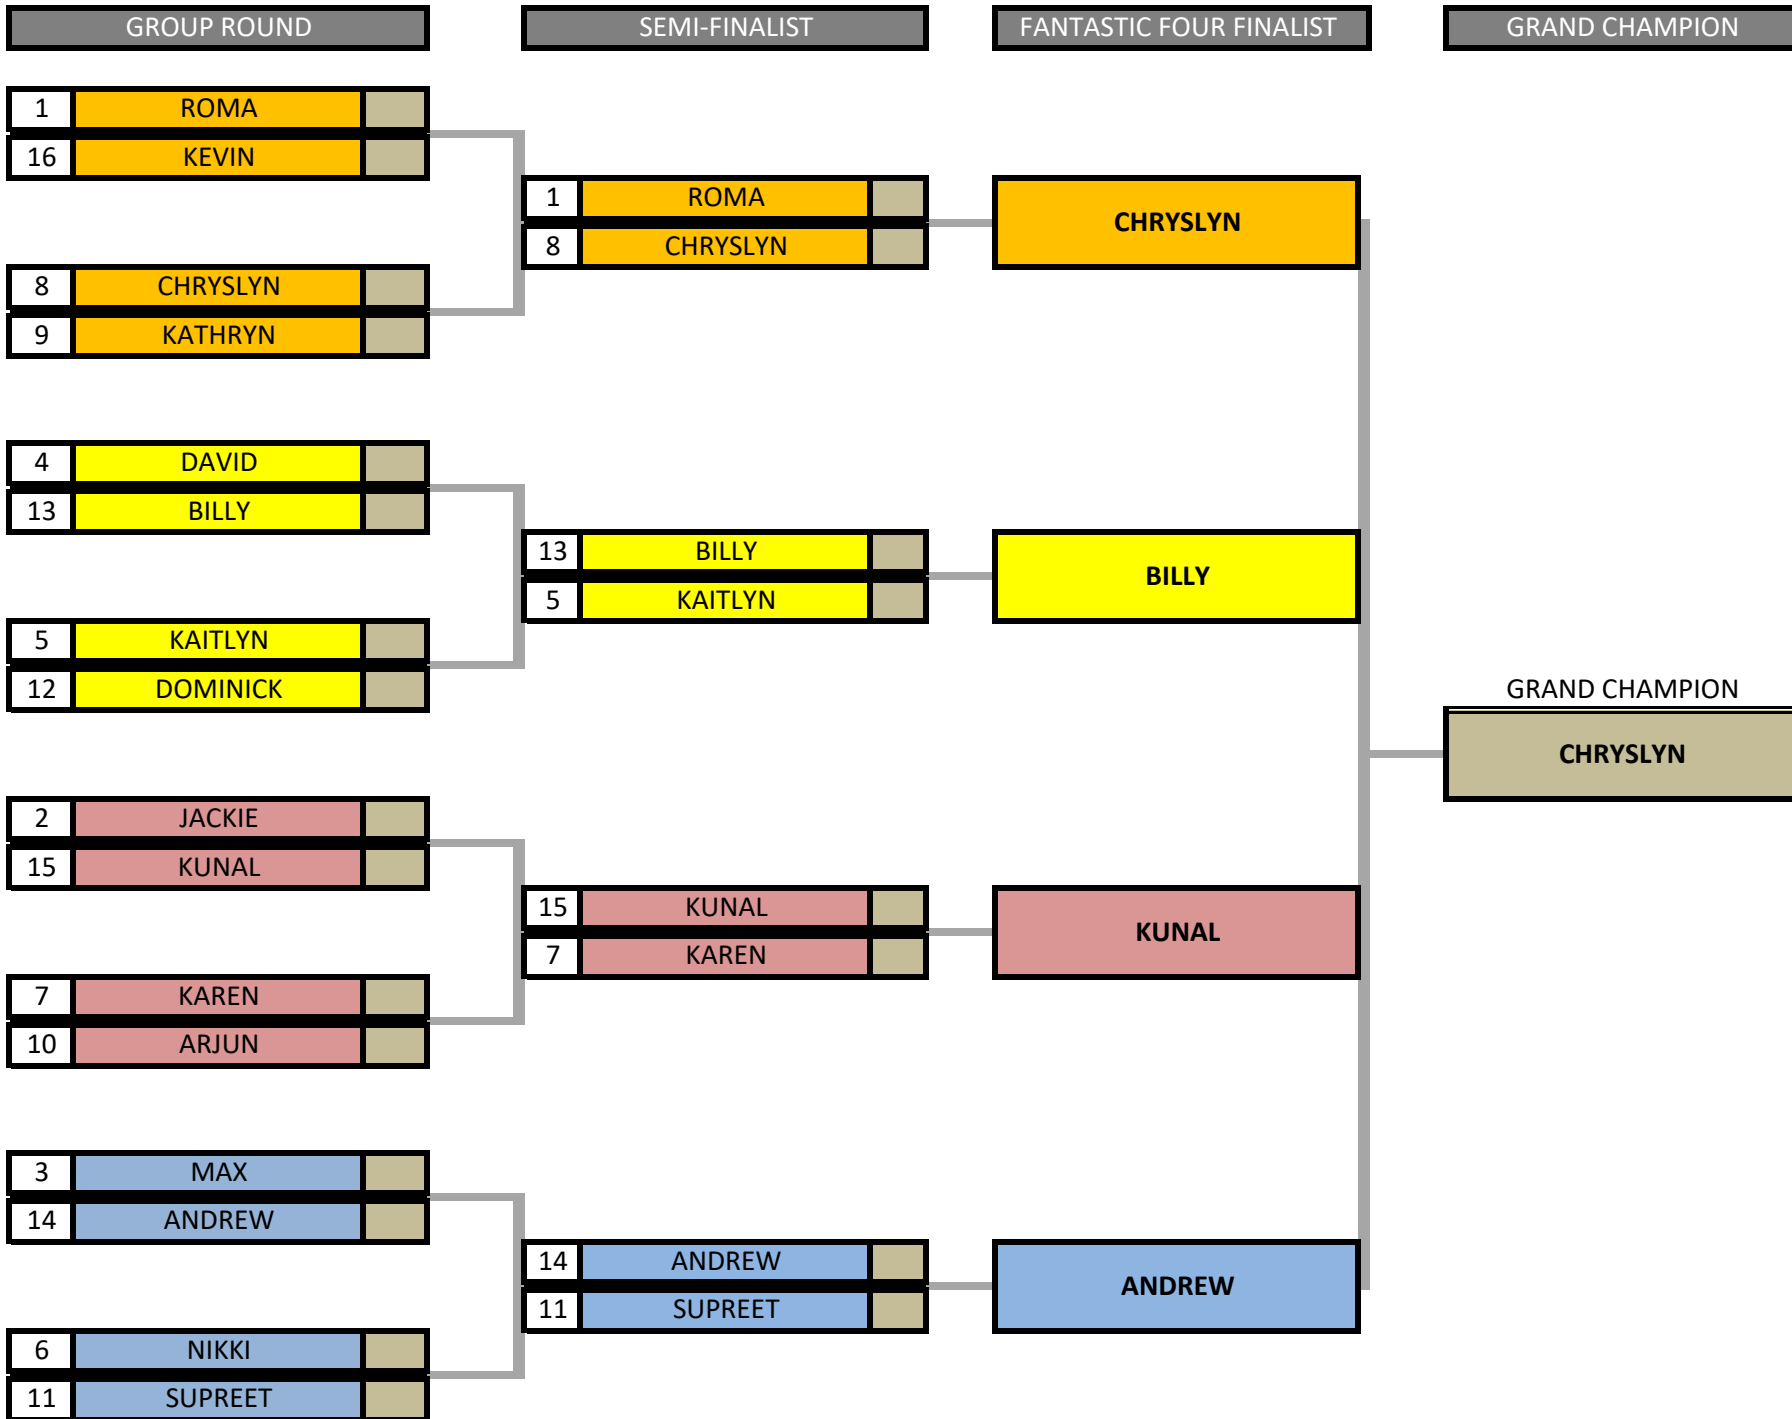 GROUP ROUND
SEMI-FINALIST
FANTASTIC FOUR FINALIST
GRAND CHAMPION
1 ROMA
16 KEVIN
8 CHRYSLYN
9 KATHRYN
4 DAVID
13 BILLY
5 KAITLYN
12 DOMINICK
2 JACKIE
15 KUNAL
7 KAREN
10 ARJUN
3 MAX
14 ANDREW
6 NIKKI
11 SUPREET
1 ROMA
8 CHRYSLYN
13 BILLY
5 KAITLYN
15 KUNAL
7 KAREN
14 ANDREW
11 SUPREET
CHRYSLYN
BILLY
KUNAL
ANDREW
GRAND CHAMPION
CHRYSLYN